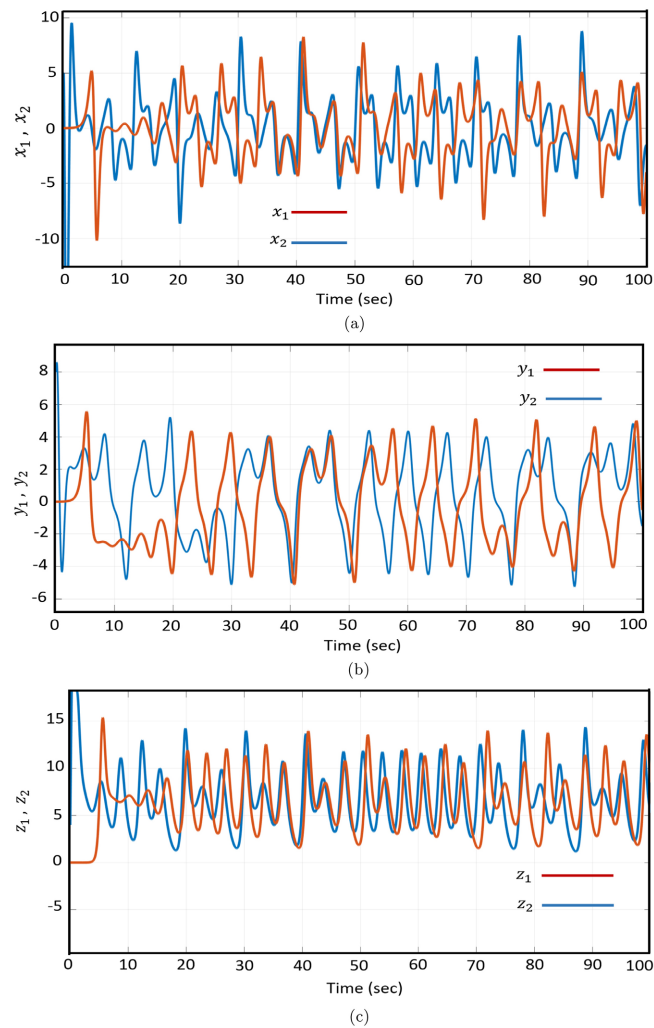 10
5
0
-5
-10
x₁ , x₂
x₁
x₂
0 10 20 30 40 50 60 70 80 90 100
Time (sec)
(a)
8
6
4
2
0
-2
-4
-6
y₁ , y₂
y₁
y₂
0 10 20 30 40 50 60 70 80 90 100
Time (sec)
(b)
15
10
5
0
-5
z₁ , z₂
z₁
z₂
0 10 20 30 40 50 60 70 80 90 100
Time (sec)
(c)